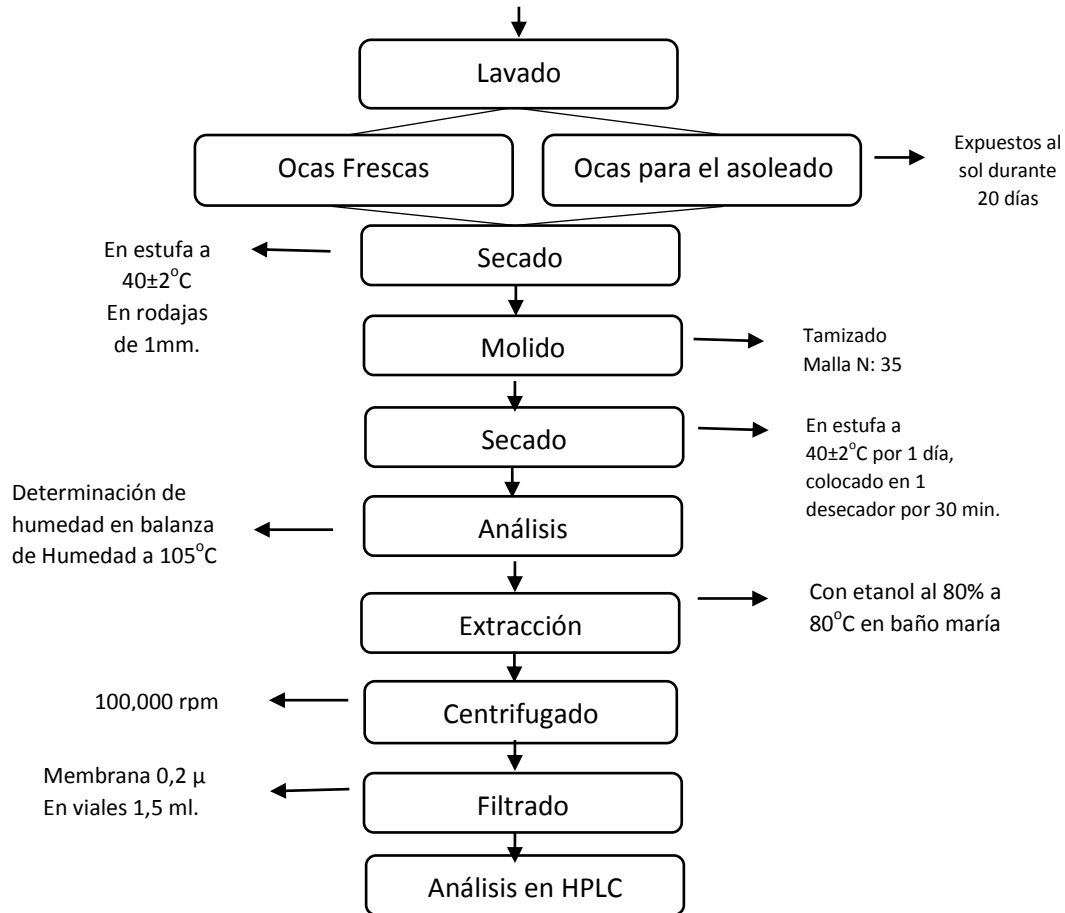 Lavado
Ocas Frescas
Ocas para el asoleado
Expuestos al
sol durante
20 días
En estufa a
40±2°C
En rodajas
de 1mm.
Secado
Molido
Tamizado
Malla N: 35
Secado
En estufa a
40±2°C por 1 día,
colocado en 1
desecador por 30 min.
Determinación de
humedad en balanza
de Humedad a 105°C
Análisis
Extracción
Con etanol al 80% a
80°C en baño maría
100,000 rpm
Centrifugado
Membrana 0,2 µ
En viales 1,5 ml.
Filtrado
Análisis en HPLC